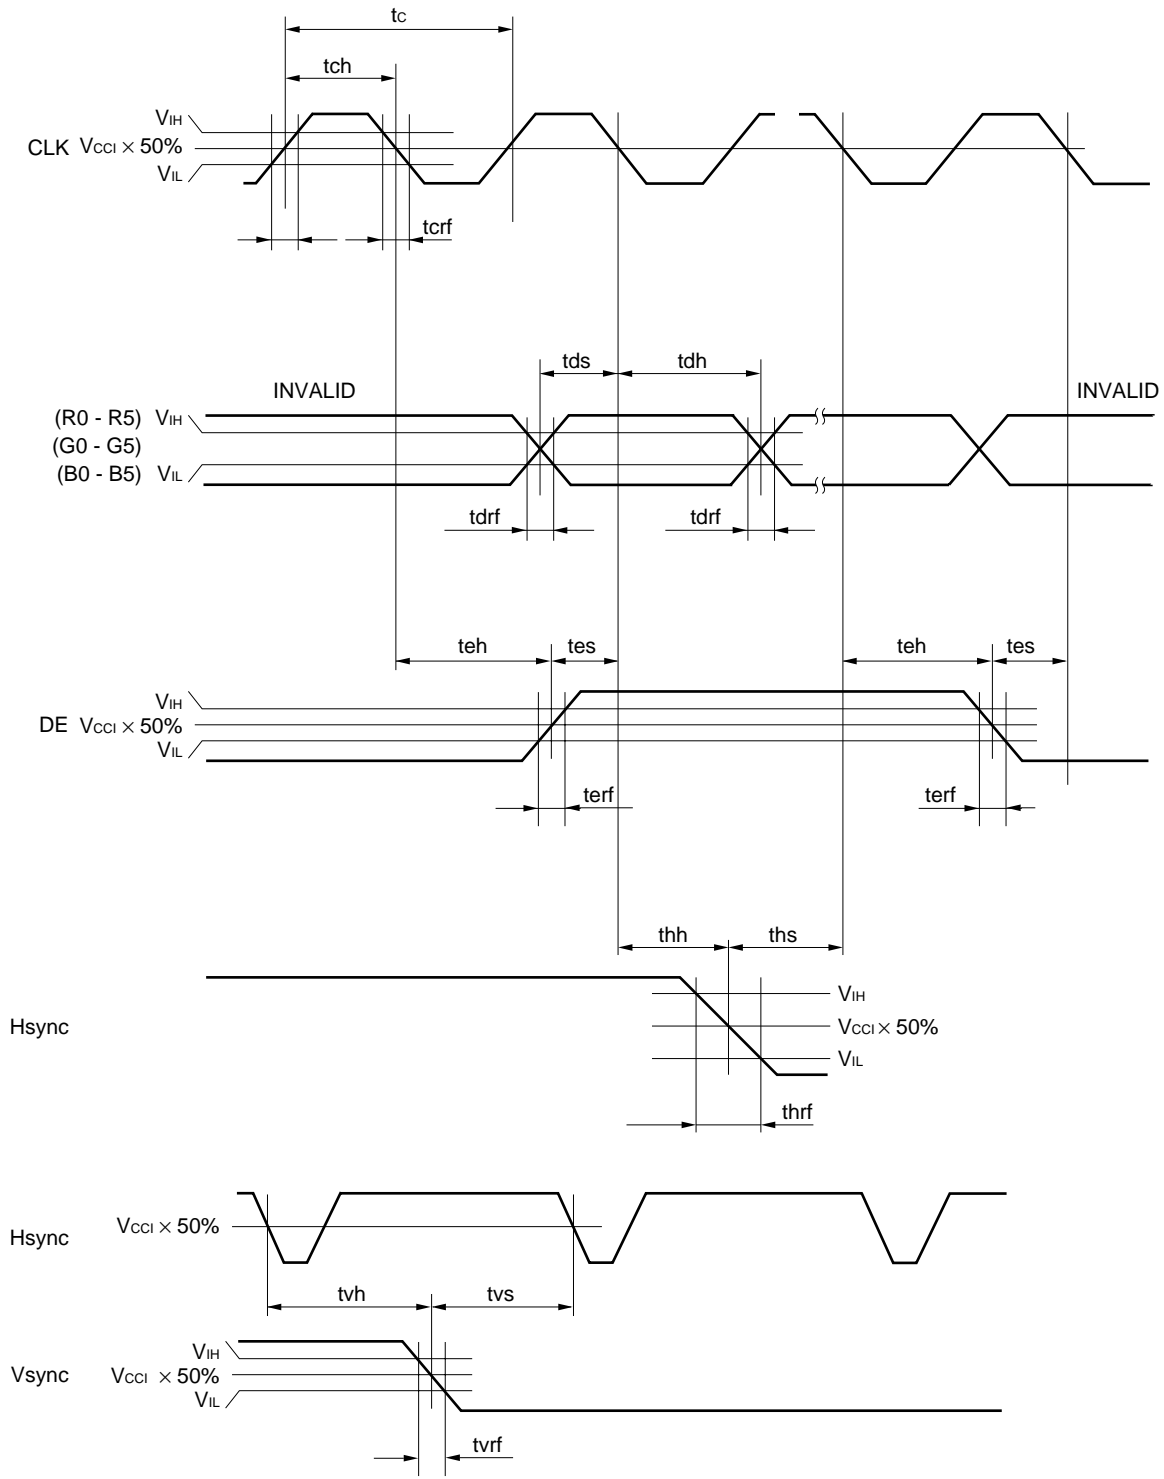 tc
tch
VIH
CLK VCCI × 50%
VIL
tcrf
tds tdh
INVALID INVALID
(R0 - R5) VIH
(G0 - G5)
(B0 - B5) VIL
tdrf tdrf
teh tes teh tes
VIH
DE VCCI × 50%
VIL
terf terf
thh ths
VIH
Hsync VCCI × 50%
VIL
thrf
VCCI × 50%
Hsync
tvh tvs
VIH
Vsync VCCI × 50%
VIL
tvrf